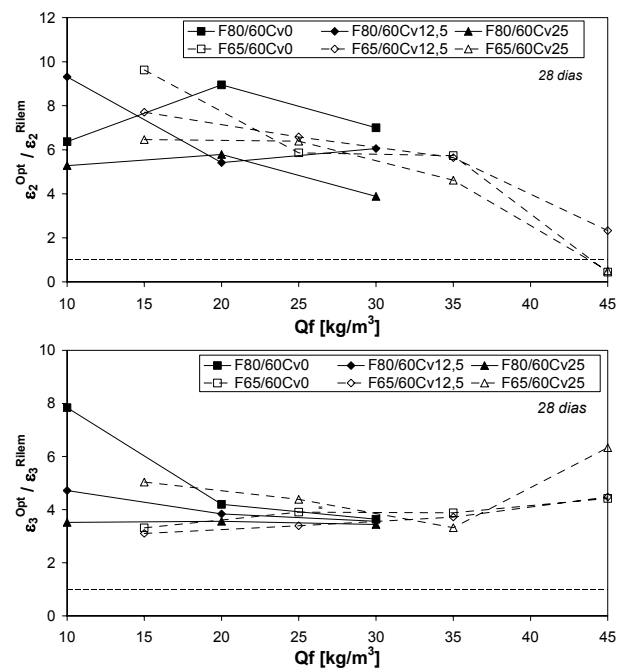 12
10
8
6
4
2
0
ε₂ᴼᵖᵗ / ε₂ᴿⁱˡᵉᵐ
F80/60Cv0 F80/60Cv12,5 F80/60Cv25
F65/60Cv0 F65/60Cv12,5 F65/60Cv25
28 dias
10 15 20 25 30 35 40 45
Qf [kg/m³]
10
8
6
4
2
0
ε₃ᴼᵖᵗ / ε₃ᴿⁱˡᵉᵐ
F80/60Cv0 F80/60Cv12,5 F80/60Cv25
F65/60Cv0 F65/60Cv12,5 F65/60Cv25
28 dias
10 15 20 25 30 35 40 45
Qf [kg/m³]